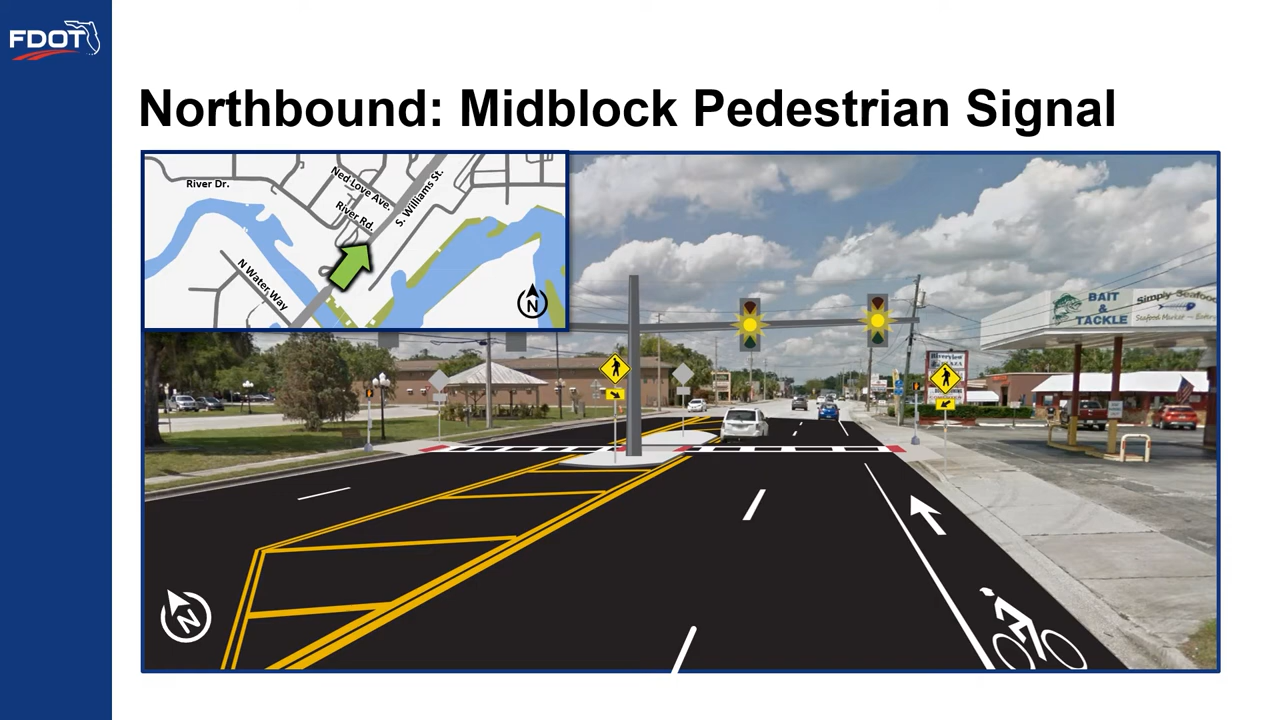 FDOT
Northbound: Midblock Pedestrian Signal
River Dr.
Ned Love Ave.
River Rd.
S. Williams St.
N Water Way
N
BAIT
&
TACKLE
Simply Seafood
Seafood Market
Riverview
N